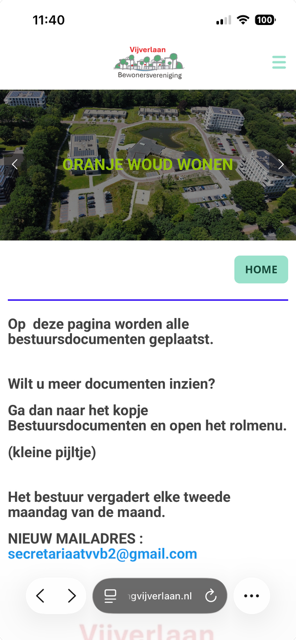 11:40
100
Vijverlaan
Bewonersvereniging
ORANJE WOUD WONEN
HOME
Op deze pagina worden alle
bestuursdocumenten geplaatst.
Wilt u meer documenten inzien?
Ga dan naar het kopje
Bestuursdocumenten en open het rolmenu.
(kleine pijltje)
Het bestuur vergadert elke tweede
maandag van de maand.
NIEUW MAILADRES :
secretariaatvvb2@gmail.com
gvijverlaan.nl
Vijverlaan